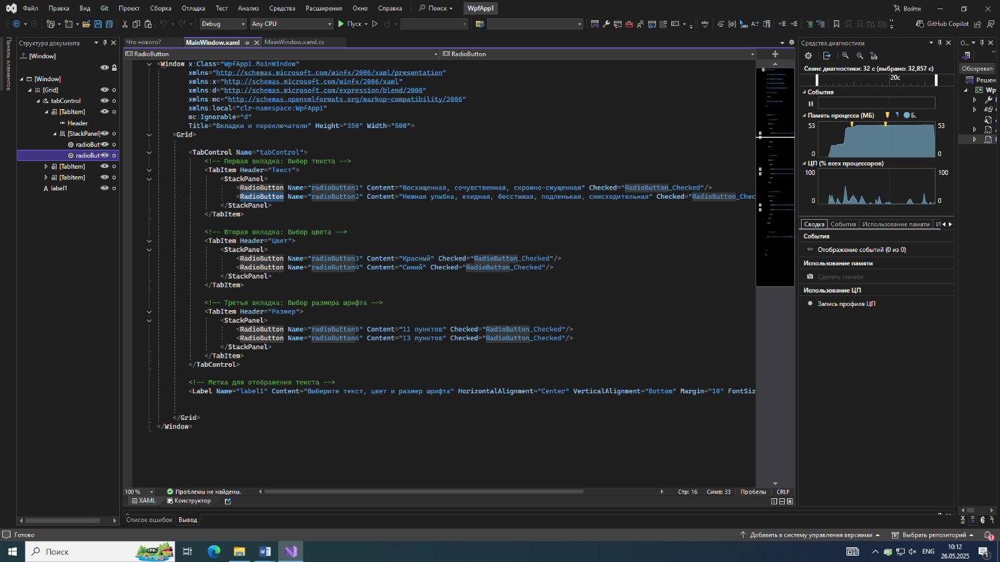 Файл Правка Вид Git Проект Сборка Отладка Тест Анализ Средства Расширения Окно Справка Поиск WpfApp1 Войти
Debug Any CPU Пуск GitHub Copilot
Панель элементов
Структура документа
[Window]
[Window]
[Grid]
tabControl
[TabItem]
Header
[StackPanel]
radioBut
radioBut
[TabItem]
[TabItem]
label1
Что нового? MainWindow.xaml MainWindow.xaml.cs
RadioButton RadioButton
<Window x:Class="WpfApp1.MainWindow"
xmlns="http://schemas.microsoft.com/winfx/2006/xaml/presentation"
xmlns:x="http://schemas.microsoft.com/winfx/2006/xaml"
xmlns:d="http://schemas.microsoft.com/expression/blend/2008"
xmlns:mc="http://schemas.openxmlformats.org/markup-compatibility/2006"
xmlns:local="clr-namespace:WpfApp1"
mc:Ignorable="d"
Title="Вкладки и переключатели" Height="350" Width="500">
<Grid>
<TabControl Name="tabControl">
<!-- Первая вкладка: Выбор текста -->
<TabItem Header="Текст">
<StackPanel>
<RadioButton Name="radioButton1" Content="Восхищенная, сочувственная, скромно-смущенная" Checked="RadioButton_Checked"/>
<RadioButton Name="radioButton2" Content="Нежная улыбка, ехидная, бесстыжая, подленькая, снисходительная" Checked="RadioButton_Chec
</StackPanel>
</TabItem>
<!-- Вторая вкладка: Выбор цвета -->
<TabItem Header="Цвет">
<StackPanel>
<RadioButton Name="radioButton3" Content="Красный" Checked="RadioButton_Checked"/>
<RadioButton Name="radioButton4" Content="Синий" Checked="RadioButton_Checked"/>
</StackPanel>
</TabItem>
<!-- Третья вкладка: Выбор размера шрифта -->
<TabItem Header="Размер">
<StackPanel>
<RadioButton Name="radioButton5" Content="11 пунктов" Checked="RadioButton_Checked"/>
<RadioButton Name="radioButton6" Content="13 пунктов" Checked="RadioButton_Checked"/>
</StackPanel>
</TabItem>
</TabControl>
<!-- Метка для отображения текста -->
<Label Name="label1" Content="Выберите текст, цвет и размер шрифта" HorizontalAlignment="Center" VerticalAlignment="Bottom" Margin="10" FontSiz
</Grid>
</Window>
100 % Проблемы не найдены. Стр: 16 Симв: 33 Пробелы CRLF
XAML Конструктор
Список ошибок Вывод
Средства диагностики
Сеанс диагностики: 32 с (выбрано: 32,857 с)
20с
События
Память процесса (МБ) Б.
53 53
0 0
ЦП (% всех процессоров)
100 100
0 0
Сводка События Использование памяти И
События
Отображение событий (0 из 0)
Использование памяти
Сделать снимок
Использование ЦП
Запись профиля ЦП
О...
Обозреват
Решен
Wp
Готово Добавить в систему управления версиями Выбрать репозиторий 1
Поиск ENG 10:12
26.05.2025 1